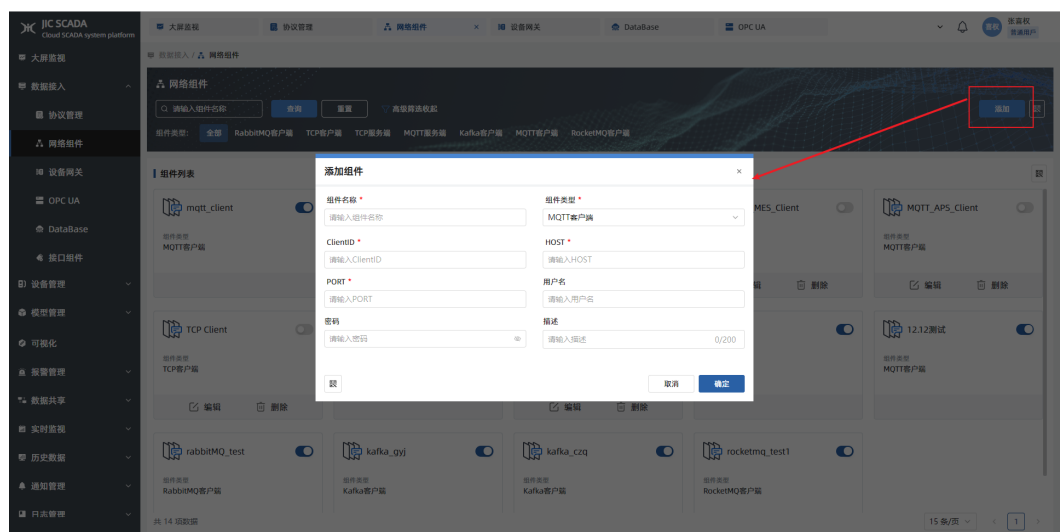 JIC SCADA
Cloud SCADA system platform
大屏监视
协议管理
网络组件 ×
设备网关
DataBase
OPC UA
张喜权
普通用户
大屏监视
数据接入
协议管理
网络组件
设备网关
OPC UA
DataBase
接口组件
设备管理
模型管理
可视化
报警管理
数据共享
实时监视
历史数据
通知管理
日志管理
数据接入 / 网络组件
网络组件
请输入组件名称 查询 重置 高级筛选收起 添加
组件类型: 全部 RabbitMQ客户端 TCP客户端 TCP服务端 MQTT服务端 Kafka客户端 MQTT客户端 RocketMQ客户端
组件列表
mqtt_client
组件类型
MQTT客户端
MES_Client
删除
MQTT_APS_Client
组件类型
MQTT客户端
编辑 删除
添加组件 ×
组件名称 * 组件类型 *
请输入组件名称 MQTT客户端
ClientID * HOST *
请输入ClientID 请输入HOST
PORT * 用户名
请输入PORT 请输入用户名
密码 描述
请输入密码 请输入描述 0/200
取消 确定
TCP Client
组件类型
TCP客户端
编辑 删除
编辑 删除
12.12测试
组件类型
MQTT客户端
rabbitMQ_test
组件类型
RabbitMQ客户端
kafka_gyj
组件类型
Kafka客户端
kafka_czq
组件类型
Kafka客户端
rocketmq_test1
组件类型
RocketMQ客户端
共 14 项数据
15 条/页 1